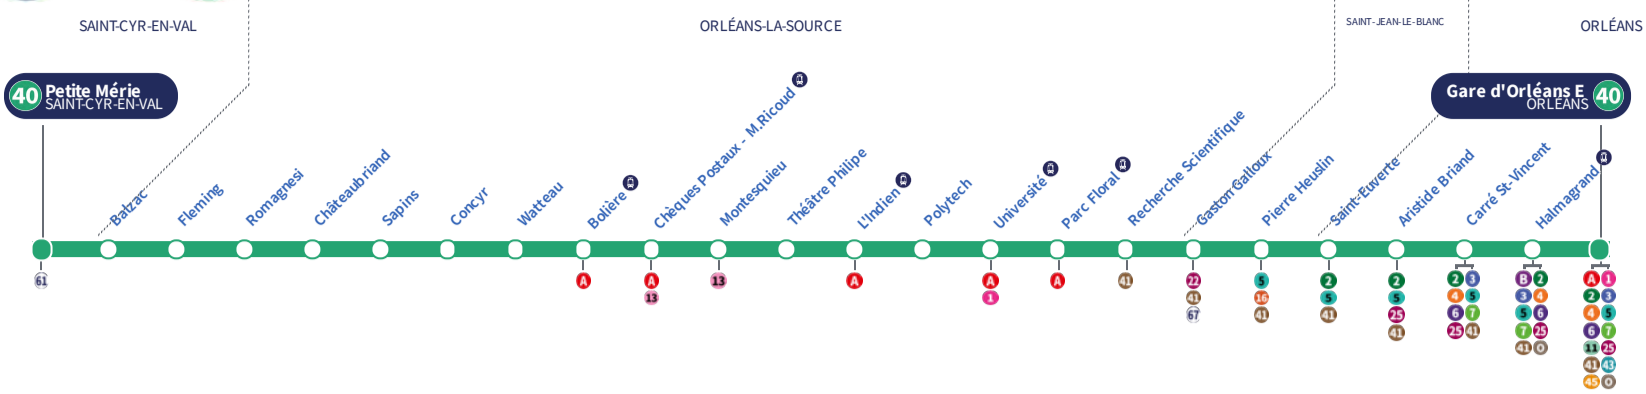 SAINT-CYR-EN-VAL
ORLÉANS-LA-SOURCE
SAINT-JEAN-LE-BLANC
ORLÉANS
40 Petite Mérie
SAINT-CYR-EN-VAL
Gare d'Orléans E 40
ORLÉANS
Balzac
Fleming
Romagnesi
Châteaubriand
Sapins
Concyr
Watteau
Bolière
Chèques Postaux - M.Ricoud
Montesquieu
Théâtre Philipe
L'Indien
Polytech
Université
Parc Floral
Recherche Scientifique
Gaston Galloux
Pierre Heuslin
Saint-Euverte
Aristide Briand
Carré St-Vincent
Halmagrand
61
A
A
13
13
A
A
1
A
41
22
41
67
5
16
41
2
5
41
2
5
25
41
2 3
4 5
6 7
25 41
B 2
3 4
5 6
7 25
41 O
A 1
2 3
4 5
6 7
11 25
41 43
45 O